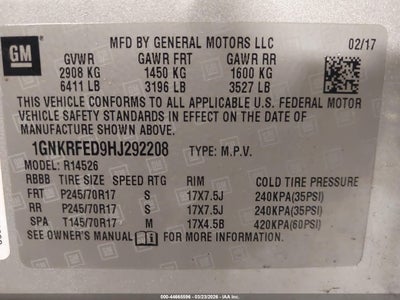 GM
MFD BY GENERAL MOTORS LLC 02/17
GVWR GAWR FRT GAWR RR
2908 KG 1450 KG 1600 KG
6411 LB 3196 LB 3527 LB
THIS VEHICLE CONFORMS TO ALL APPLICABLE U.S. FEDERAL MOTOR
VEHICLE SAFETY STANDARDS IN EFFECT ON THE DATE OF
MANUFACTURE SHOWN ABOVE.
1GNKRFED9HJ292208 TYPE: M.P.V.
MODEL: R14526
RBBB TIRE SIZE SPEED RTG RIM COLD TIRE PRESSURE
FRT P245/70R17 S 17X7.5J 240KPA(35PSI)
RR P245/70R17 S 17X7.5J 240KPA(35PSI)
SPA T145/70R17 M 17X4.5B 420KPA(60PSI)
SEE OWNER'S MANUAL FOR MORE INFORMATION.
000-44665596 - 03/23/2026 - IAAUS